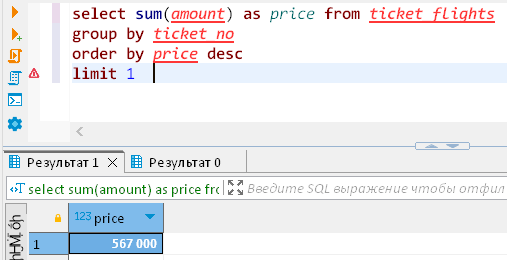 select sum(amount) as price from ticket_flights
group by ticket_no
order by price desc
limit 1
Результат 1
Результат 0
select sum(amount) as price fro
Введите SQL выражение чтобы отфил
123 price
1 567 000